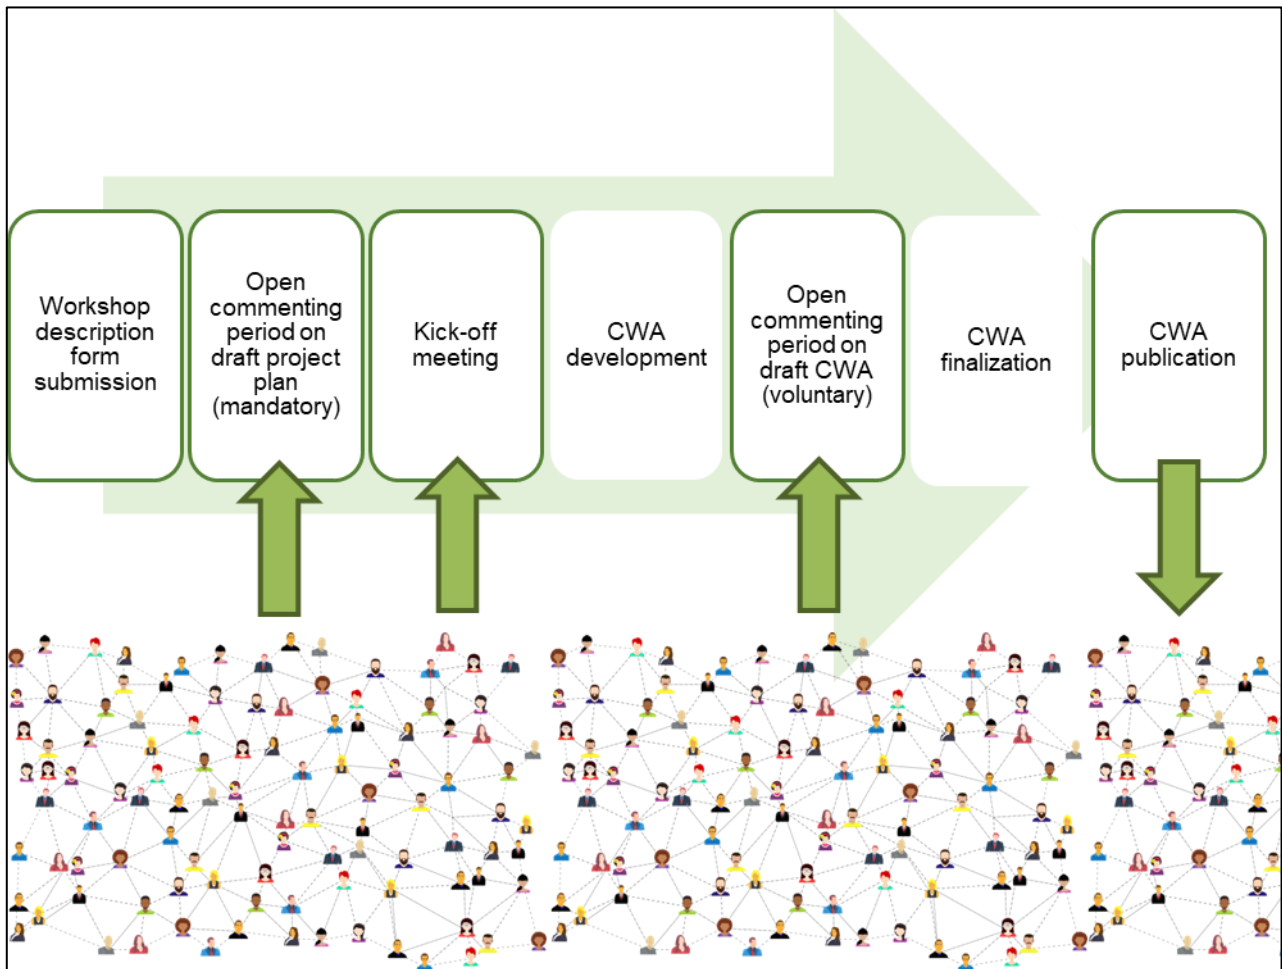 Workshop
description
form
submission
Open
commenting
period on
draft project
plan
(mandatory)
Kick-off
meeting
CWA
development
Open
commenting
period on
draft CWA
(voluntary)
CWA
finalization
CWA
publication